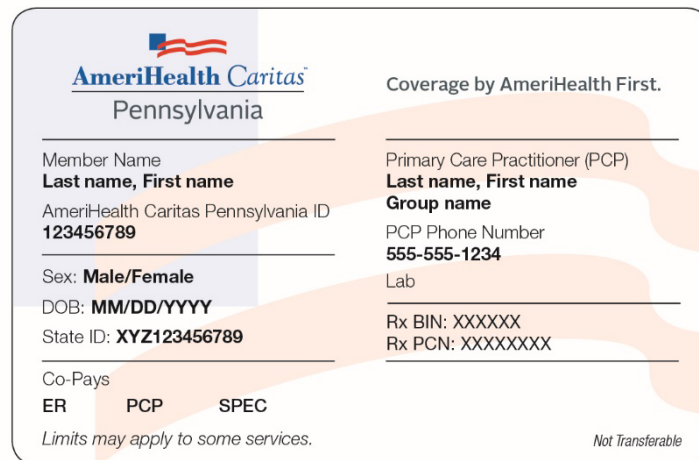 AmeriHealth Caritas™
Pennsylvania
Member Name
Last name, First name
AmeriHealth Caritas Pennsylvania ID
123456789
Sex: Male/Female
DOB: MM/DD/YYYY
State ID: XYZ123456789
Co-Pays
ER PCP SPEC
Limits may apply to some services.
Coverage by AmeriHealth First.
Primary Care Practitioner (PCP)
Last name, First name
Group name
PCP Phone Number
555-555-1234
Lab
Rx BIN: XXXXXX
Rx PCN: XXXXXXXX
Not Transferable